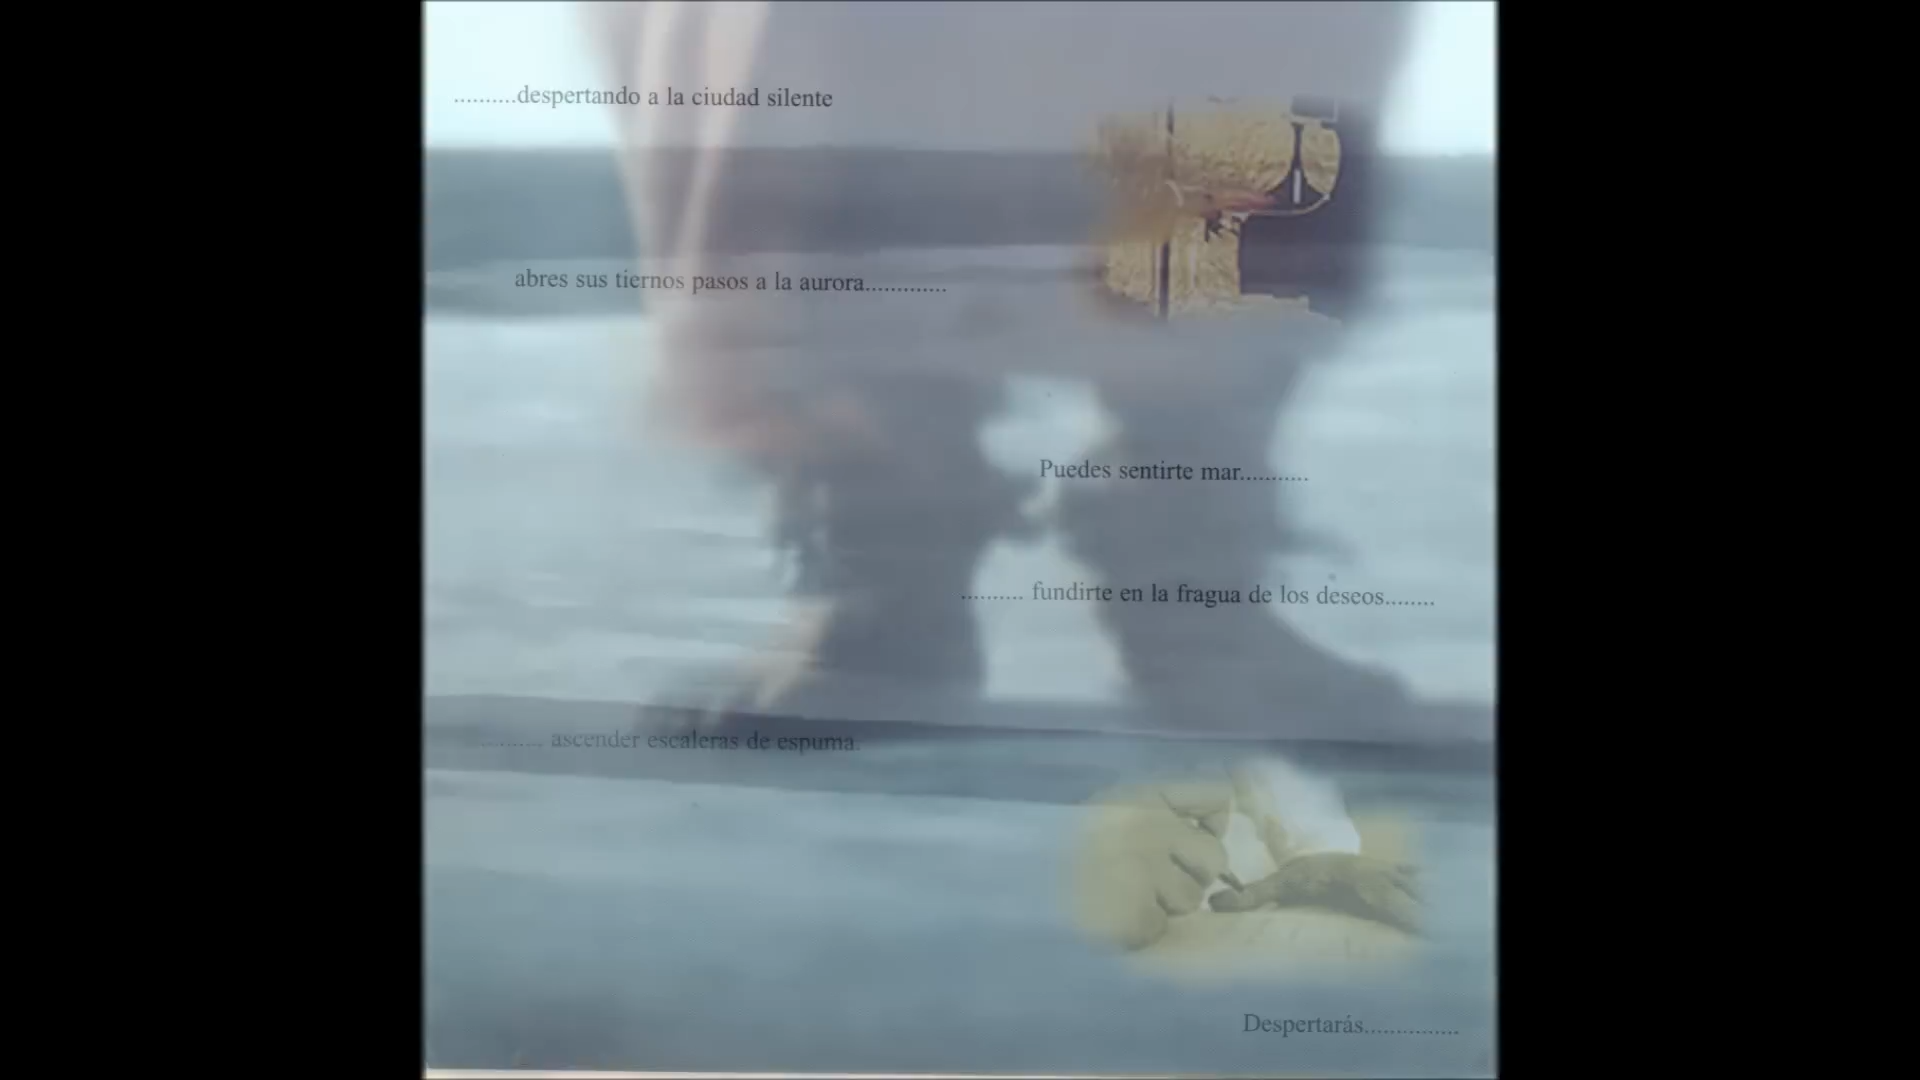 ..........despertando a la ciudad silente
abres sus tiernos pasos a la aurora.............
Puedes sentirte mar...........
.......... fundirte en la fragua de los deseos........
.......... ascender escaleras de espuma.
Despertarás...............